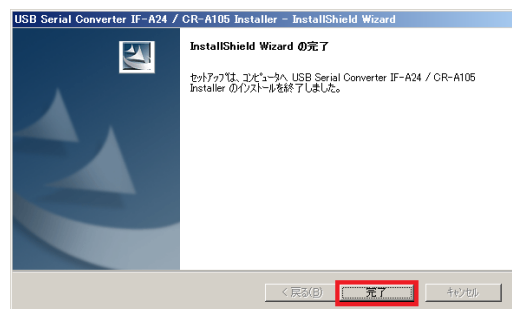 USB Serial Converter IF-A24 / CR-A105 Installer - InstallShield Wizard
InstallShield Wizard の完了
ｾｯﾄｱｯﾌﾟは、ｺﾝﾋﾟｭｰﾀへ USB Serial Converter IF-A24 / CR-A105
Installer のｲﾝｽﾄｰﾙを終了しました。
< 戻る(B)
完了
ｷｬﾝｾﾙ